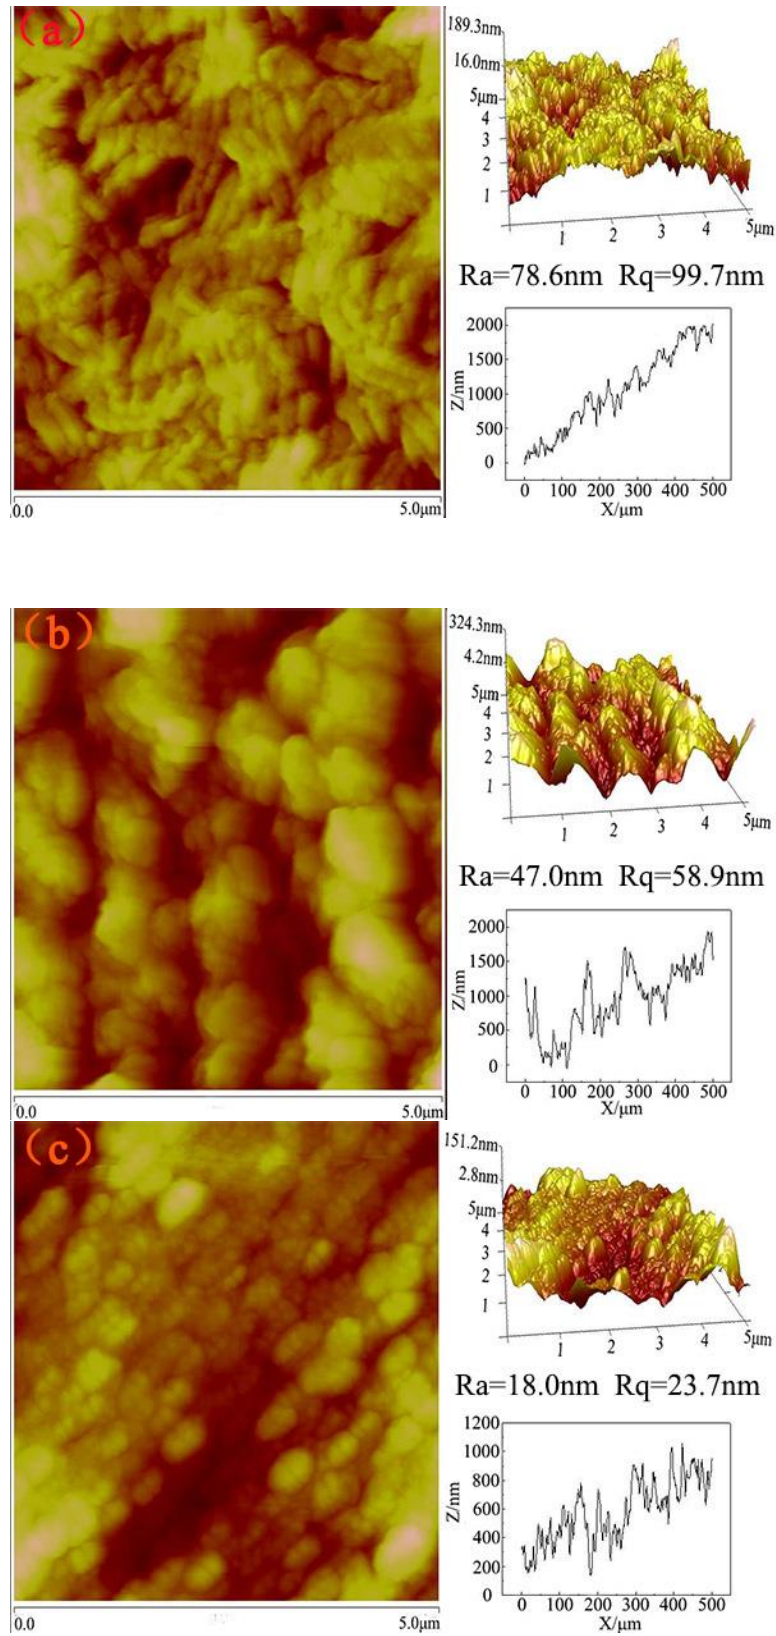 (a)
189.3nm
16.0nm
5μm
4
3
2
1
1
2
3
4
5μm
Ra=78.6nm Rq=99.7nm
2000
1500
1000
500
0
Z/nm
0 100 200 300 400 500
X/μm
0.0 5.0μm
(b)
324.3nm
4.2nm
5μm
4
3
2
1
1
2
3
4
5μm
Ra=47.0nm Rq=58.9nm
2000
1500
1000
500
0
Z/nm
0 100 200 300 400 500
X/μm
0.0 5.0μm
(c)
151.2nm
2.8nm
5μm
4
3
2
1
1
2
3
4
5μm
Ra=18.0nm Rq=23.7nm
1200
1000
800
600
400
200
0
Z/nm
0 100 200 300 400 500
X/μm
0.0 5.0μm